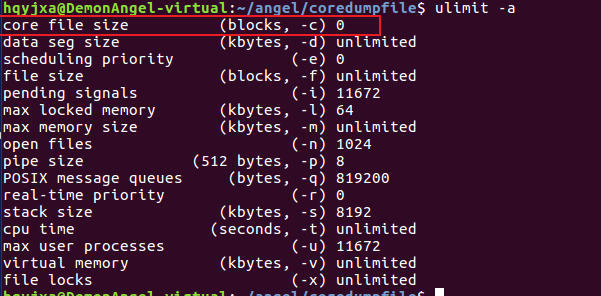 hqyjxa@DemonAngel-virtual:~/angel/coredumpfile$ ulimit -a
core file size          (blocks, -c) 0
data seg size           (kbytes, -d) unlimited
scheduling priority             (-e) 0
file size               (blocks, -f) unlimited
pending signals                 (-i) 11672
max locked memory       (kbytes, -l) 64
max memory size         (kbytes, -m) unlimited
open files                      (-n) 1024
pipe size            (512 bytes, -p) 8
POSIX message queues     (bytes, -q) 819200
real-time priority              (-r) 0
stack size              (kbytes, -s) 8192
cpu time               (seconds, -t) unlimited
max user processes              (-u) 11672
virtual memory          (kbytes, -v) unlimited
file locks                      (-x) unlimited
hqyjxa@DemonAngel-virtual:~/angel/coredumpfile$